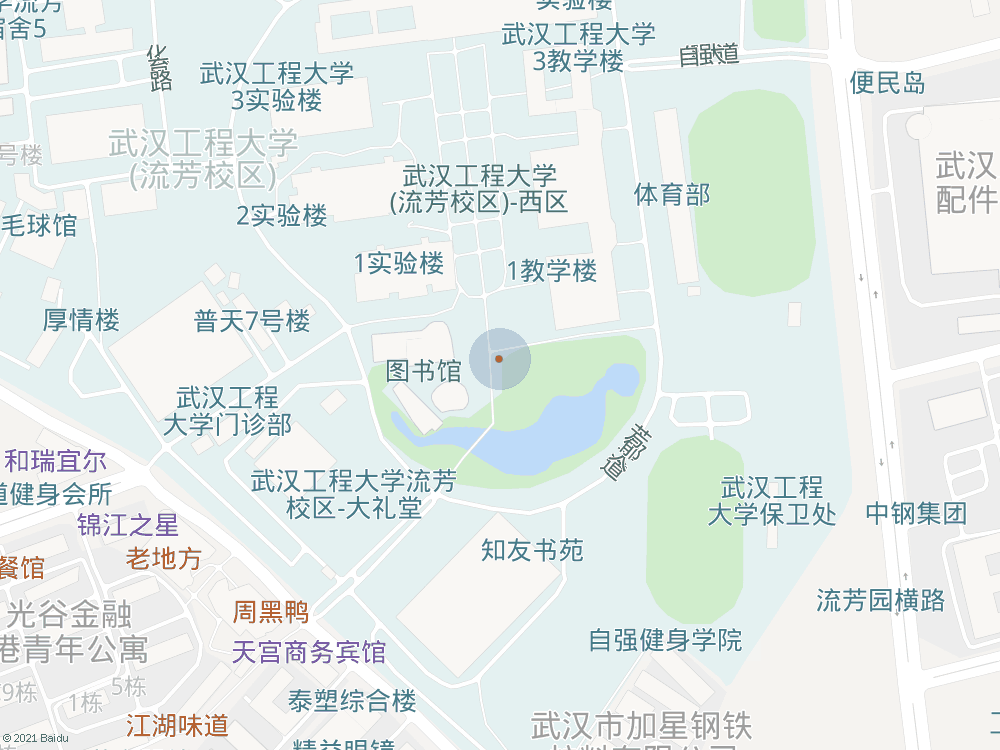 学流芳
宿舍5
实验楼
武汉工程大学
3教学楼
自强大道
化育路
武汉工程大学
3实验楼
便民岛
武汉工程大学
(流芳校区)
号楼
武汉工程大学
(流芳校区)-西区
武汉
配件
体育部
2实验楼
毛球馆
1实验楼
1教学楼
厚情楼
普天7号楼
图书馆
武汉工程
大学门诊部
和瑞宜尔
道健身会所
武汉工程大学流芳
校区-大礼堂
武汉工程
大学保卫处
中钢集团
锦江之星
老地方
知友书苑
餐馆
流芳园横路
光谷金融
港青年公寓
周黑鸭
自强健身学院
天宫商务宾馆
9栋
5栋
1栋
泰塑综合楼
江湖味道
武汉市加星钢铁
精益眼镜
© 2021 Baidu